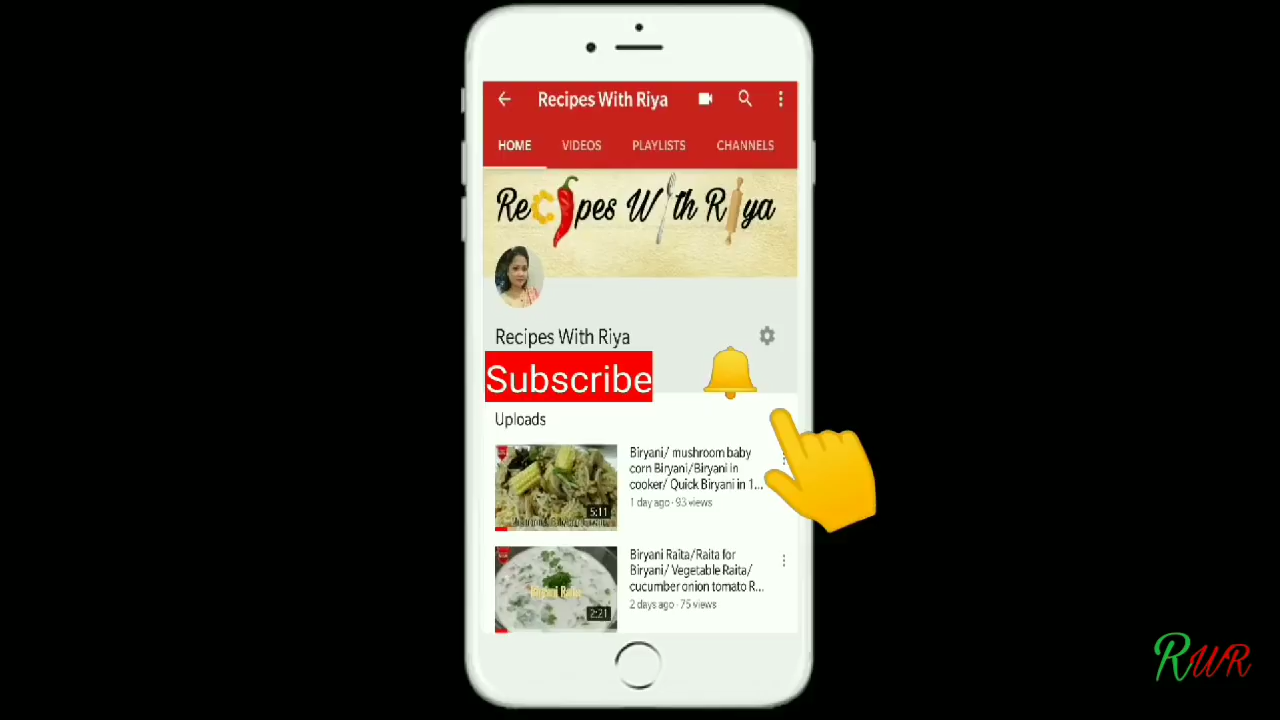 Recipes With Riya
HOME VIDEOS PLAYLISTS CHANNELS
Recipes With Riya
Recipes With Riya
Subscribe
Uploads
Biryani/ mushroom baby
corn Biryani/Biryani in
cooker/ Quick Biryani in 1...
1 day ago · 93 views
5:11
Biryani Raita/Raita for
Biryani/ Vegetable Raita/
cucumber onion tomato R...
2 days ago · 75 views
Biryani Raita
2:21
RWR